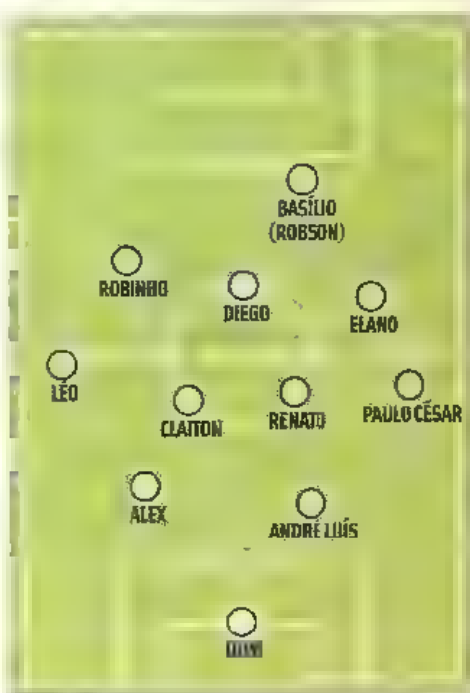 BASÍLIO
(ROBSON)
ROBINHO
DIEGO
ELANO
LÉO
CLAITON
RENATO
PAULO CÉSAR
ALEX
ANDRÉ LUÍS